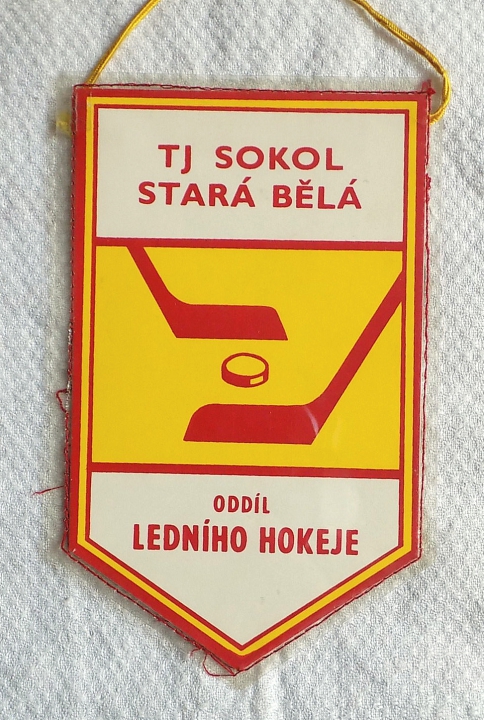 TJ SOKOL
STARÁ BĚLÁ
ODDÍL
LEDNÍHO HOKEJE